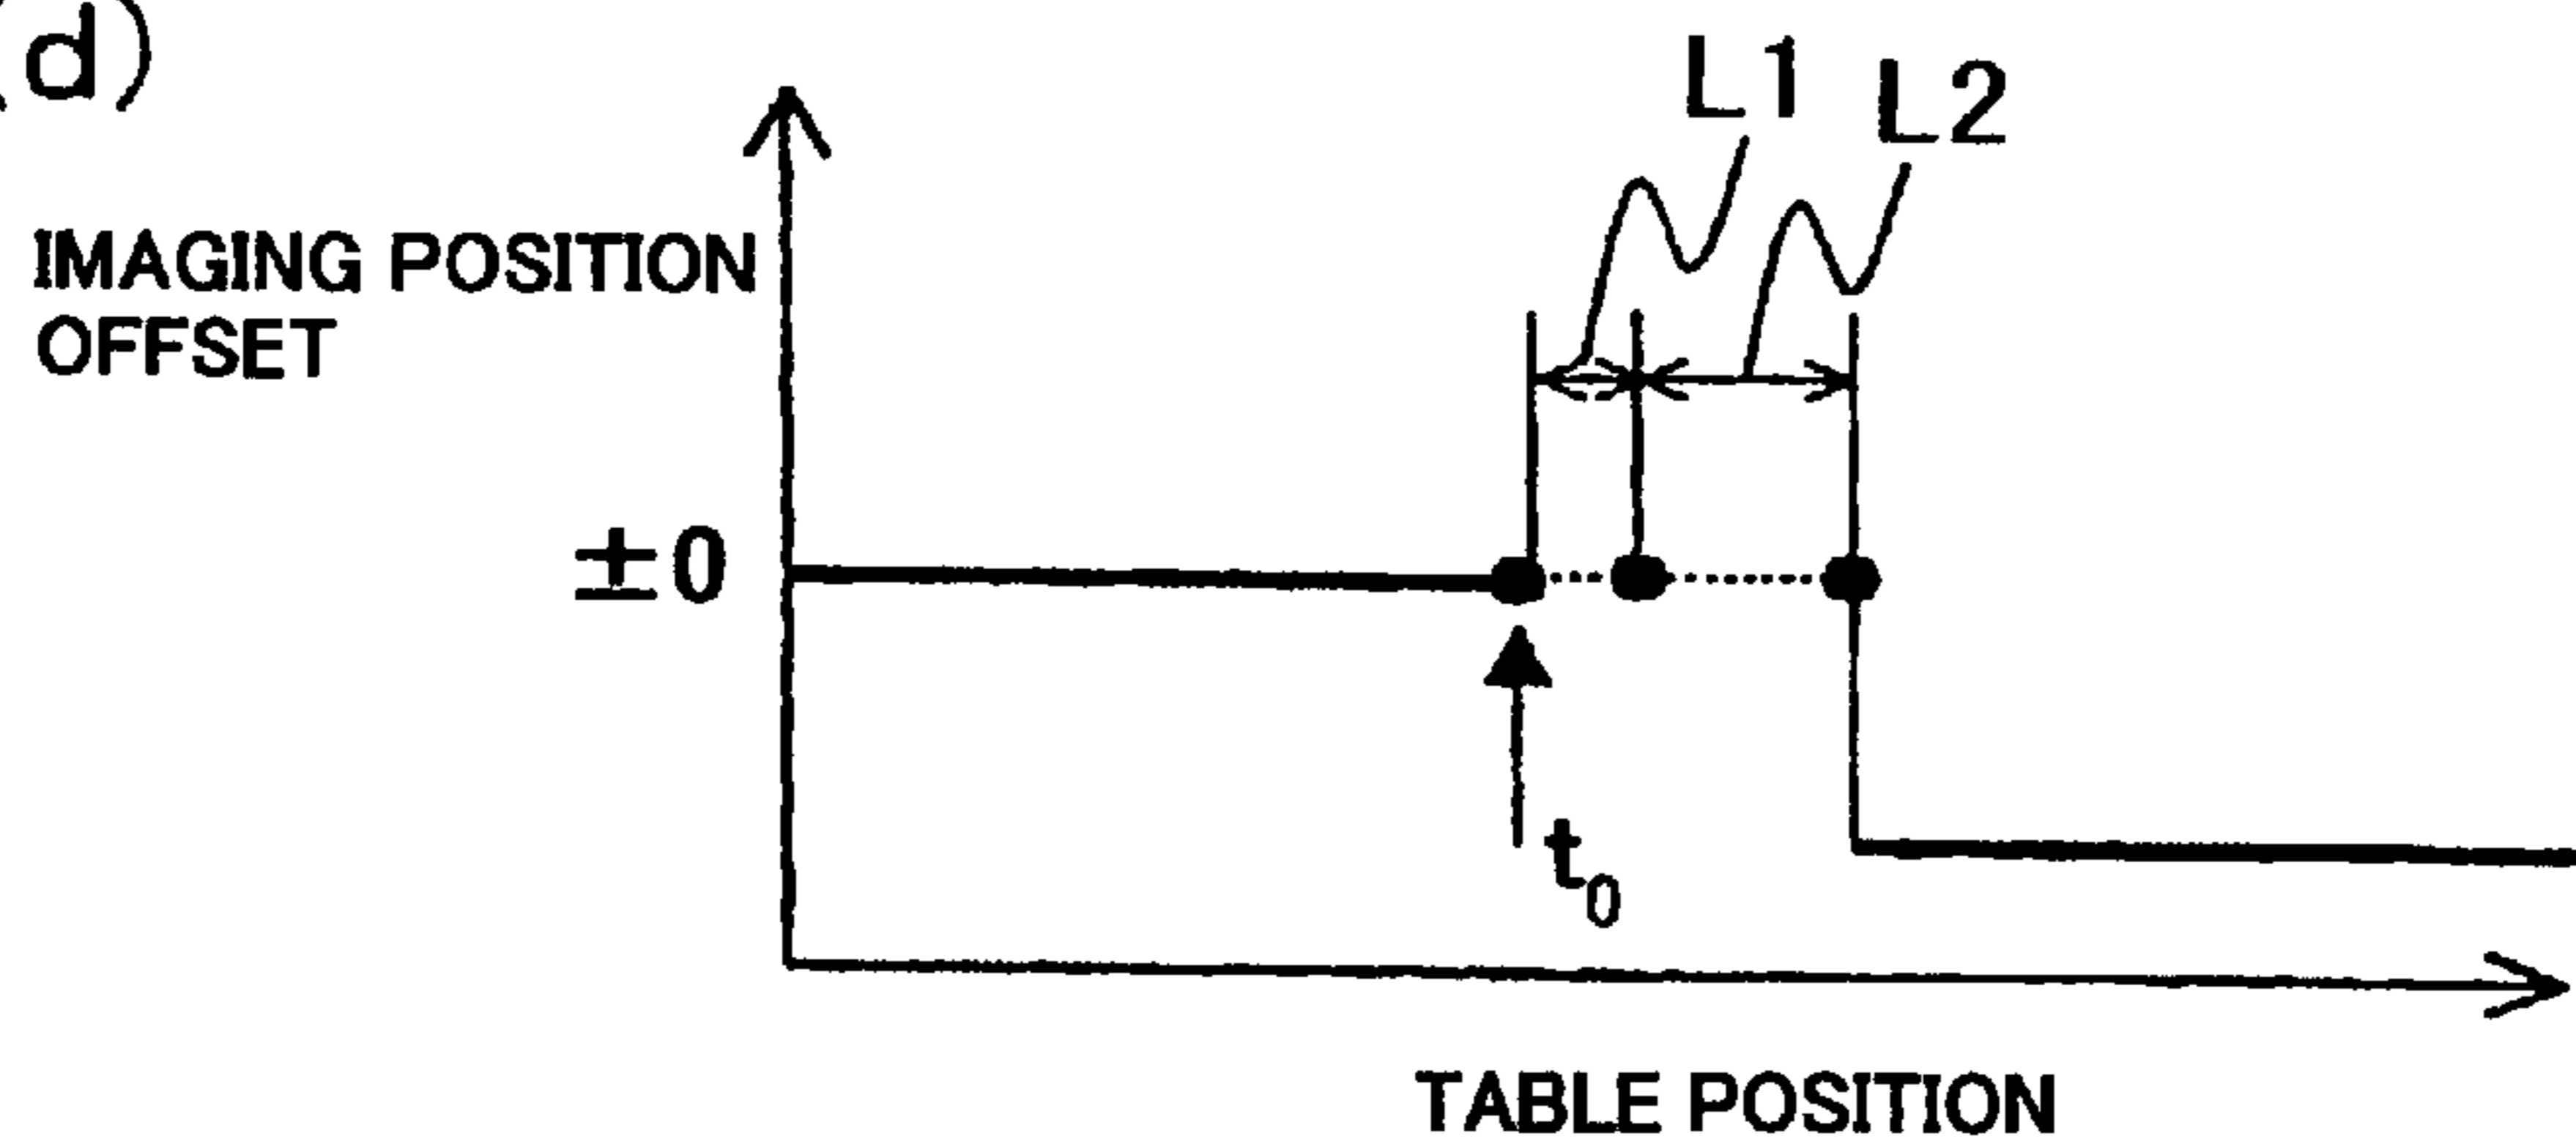 (d)
L1
L2
IMAGING POSITION
OFFSET
±0
t₀
TABLE POSITION